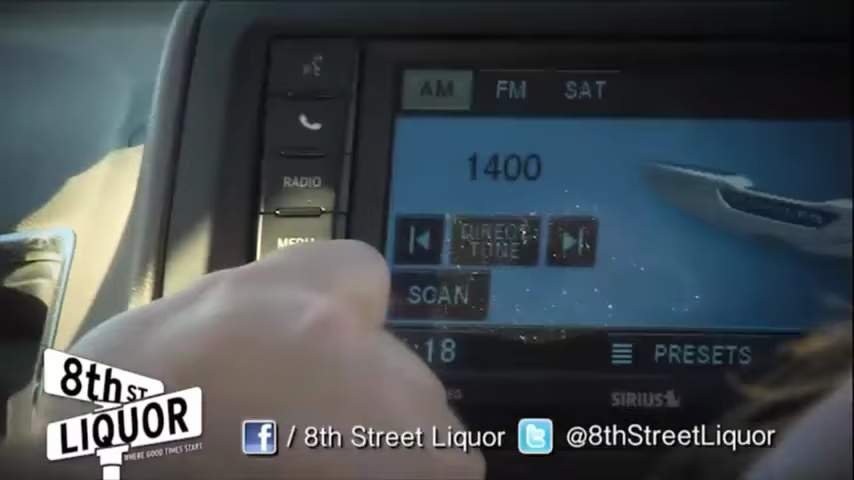 AM FM SAT
RADIO
1400
DIRECT
TUNE
SCAN
:18
PRESETS
SIRIUS
8th ST.
LIQUOR
WHERE GOOD TIMES START
/ 8th Street Liquor
@8thStreetLiquor